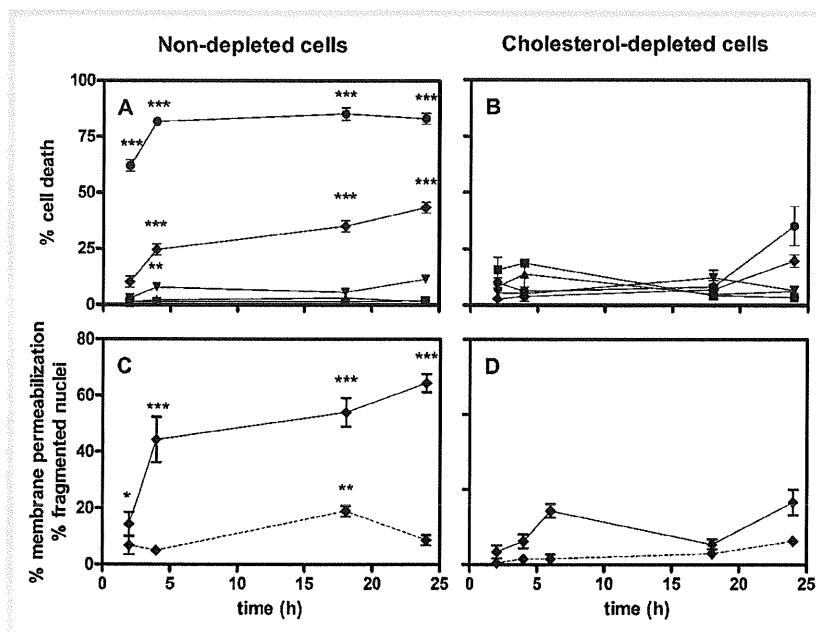 Non-depleted cells
Cholesterol-depleted cells
% cell death
100
75
50
25
0
A
***
***
***
***
***
***
***
**
B
% membrane permeabilization
% fragmented nuclei
80
60
40
20
0
C
*
***
***
***
**
D
0 5 10 15 20 25
time (h)
0 5 10 15 20 25
time (h)